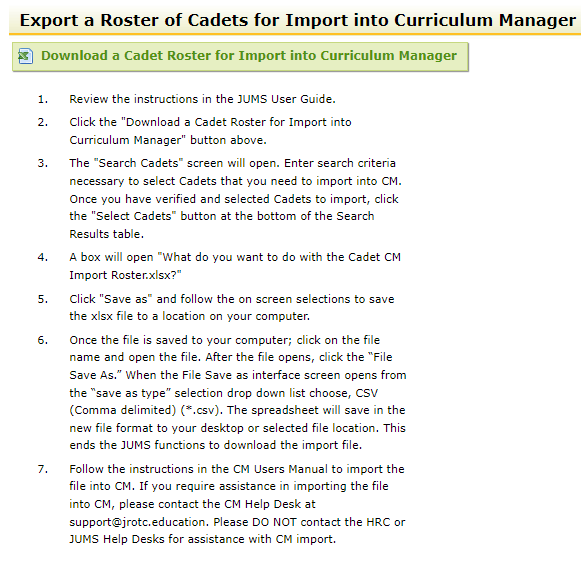 Export a Roster of Cadets for Import into Curriculum Manager
Download a Cadet Roster for Import into Curriculum Manager
1. Review the instructions in the JUMS User Guide.
2. Click the "Download a Cadet Roster for Import into
Curriculum Manager" button above.
3. The "Search Cadets" screen will open. Enter search criteria
necessary to select Cadets that you need to import into CM.
Once you have verified and selected Cadets to import, click
the "Select Cadets" button at the bottom of the Search
Results table.
4. A box will open "What do you want to do with the Cadet CM
Import Roster.xlsx?"
5. Click "Save as" and follow the on screen selections to save
the xlsx file to a location on your computer.
6. Once the file is saved to your computer; click on the file
name and open the file. After the file opens, click the “File
Save As.” When the File Save as interface screen opens from
the “save as type” selection drop down list choose, CSV
(Comma delimited) (*.csv). The spreadsheet will save in the
new file format to your desktop or selected file location. This
ends the JUMS functions to download the import file.
7. Follow the instructions in the CM Users Manual to import the
file into CM. If you require assistance in importing the file
into CM, please contact the CM Help Desk at
support@jrotc.education. Please DO NOT contact the HRC or
JUMS Help Desks for assistance with CM import.